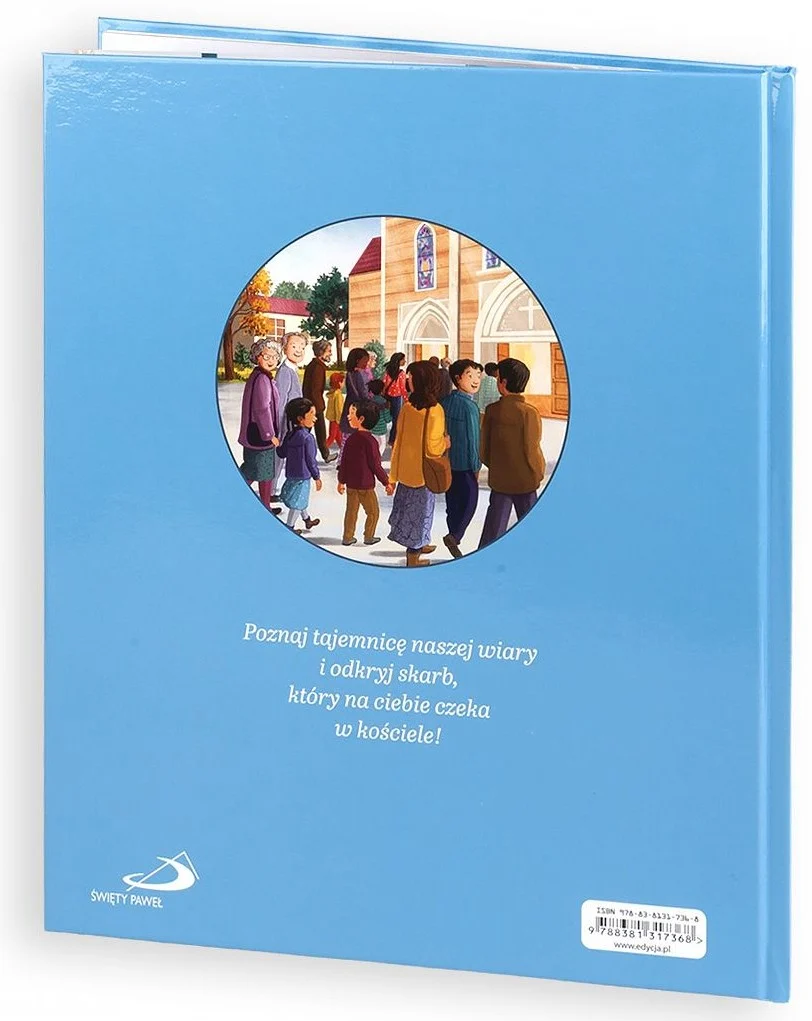 Poznaj tajemnicę naszej wiary
i odkryj skarb,
który na ciebie czeka
w kościele!
ŚWIĘTY PAWEŁ
ISBN 978-83-8131-736-8
9 788381 317368 >
www.edycja.pl